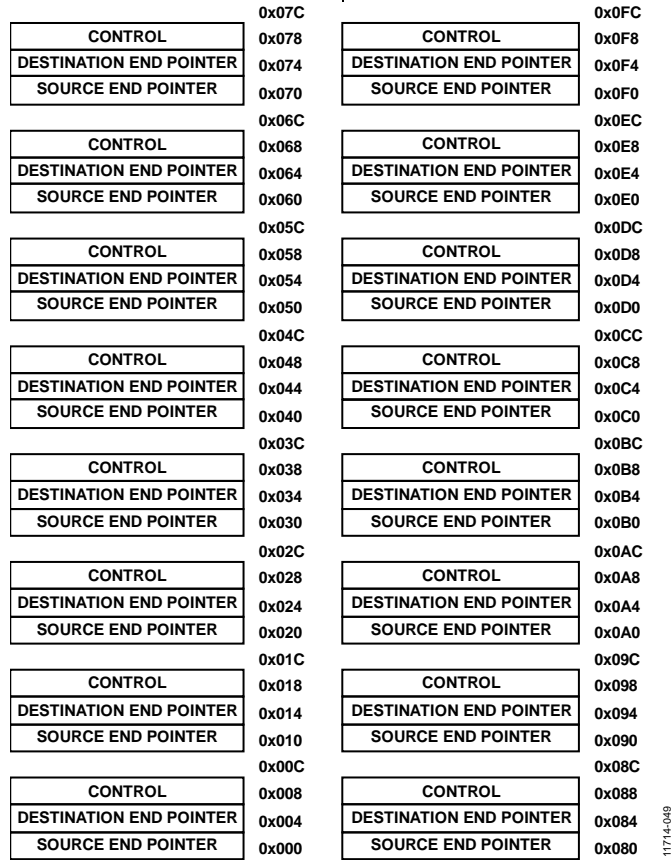 0x07C
CONTROL 0x078
DESTINATION END POINTER 0x074
SOURCE END POINTER 0x070
0x06C
CONTROL 0x068
DESTINATION END POINTER 0x064
SOURCE END POINTER 0x060
0x05C
CONTROL 0x058
DESTINATION END POINTER 0x054
SOURCE END POINTER 0x050
0x04C
CONTROL 0x048
DESTINATION END POINTER 0x044
SOURCE END POINTER 0x040
0x03C
CONTROL 0x038
DESTINATION END POINTER 0x034
SOURCE END POINTER 0x030
0x02C
CONTROL 0x028
DESTINATION END POINTER 0x024
SOURCE END POINTER 0x020
0x01C
CONTROL 0x018
DESTINATION END POINTER 0x014
SOURCE END POINTER 0x010
0x00C
CONTROL 0x008
DESTINATION END POINTER 0x004
SOURCE END POINTER 0x000
0x0FC
CONTROL 0x0F8
DESTINATION END POINTER 0x0F4
SOURCE END POINTER 0x0F0
0x0EC
CONTROL 0x0E8
DESTINATION END POINTER 0x0E4
SOURCE END POINTER 0x0E0
0x0DC
CONTROL 0x0D8
DESTINATION END POINTER 0x0D4
SOURCE END POINTER 0x0D0
0x0CC
CONTROL 0x0C8
DESTINATION END POINTER 0x0C4
SOURCE END POINTER 0x0C0
0x0BC
CONTROL 0x0B8
DESTINATION END POINTER 0x0B4
SOURCE END POINTER 0x0B0
0x0AC
CONTROL 0x0A8
DESTINATION END POINTER 0x0A4
SOURCE END POINTER 0x0A0
0x09C
CONTROL 0x098
DESTINATION END POINTER 0x094
SOURCE END POINTER 0x090
0x08C
CONTROL 0x088
DESTINATION END POINTER 0x084
SOURCE END POINTER 0x080
11714-049